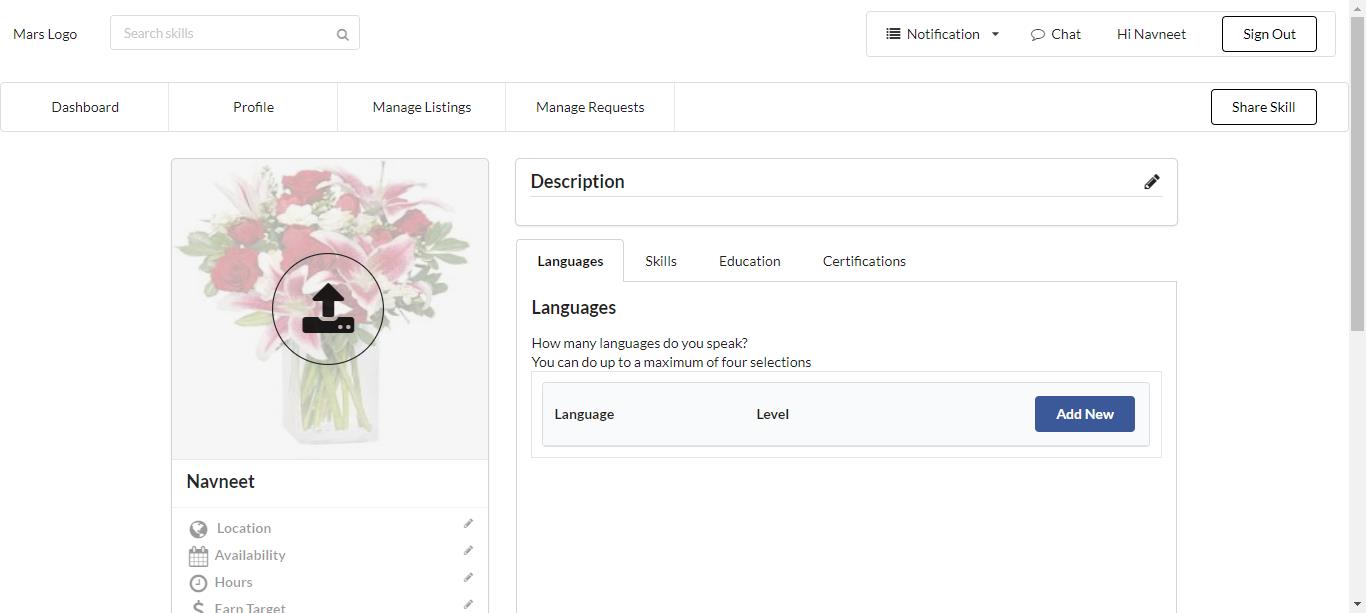 Mars Logo
Search skills
Notification
Chat
Hi Navneet
Sign Out
Dashboard
Profile
Manage Listings
Manage Requests
Share Skill
Description
Languages
Skills
Education
Certifications
Languages
How many languages do you speak?
You can do up to a maximum of four selections
Language
Level
Add New
Navneet
Location
Availability
Hours
Earn Target